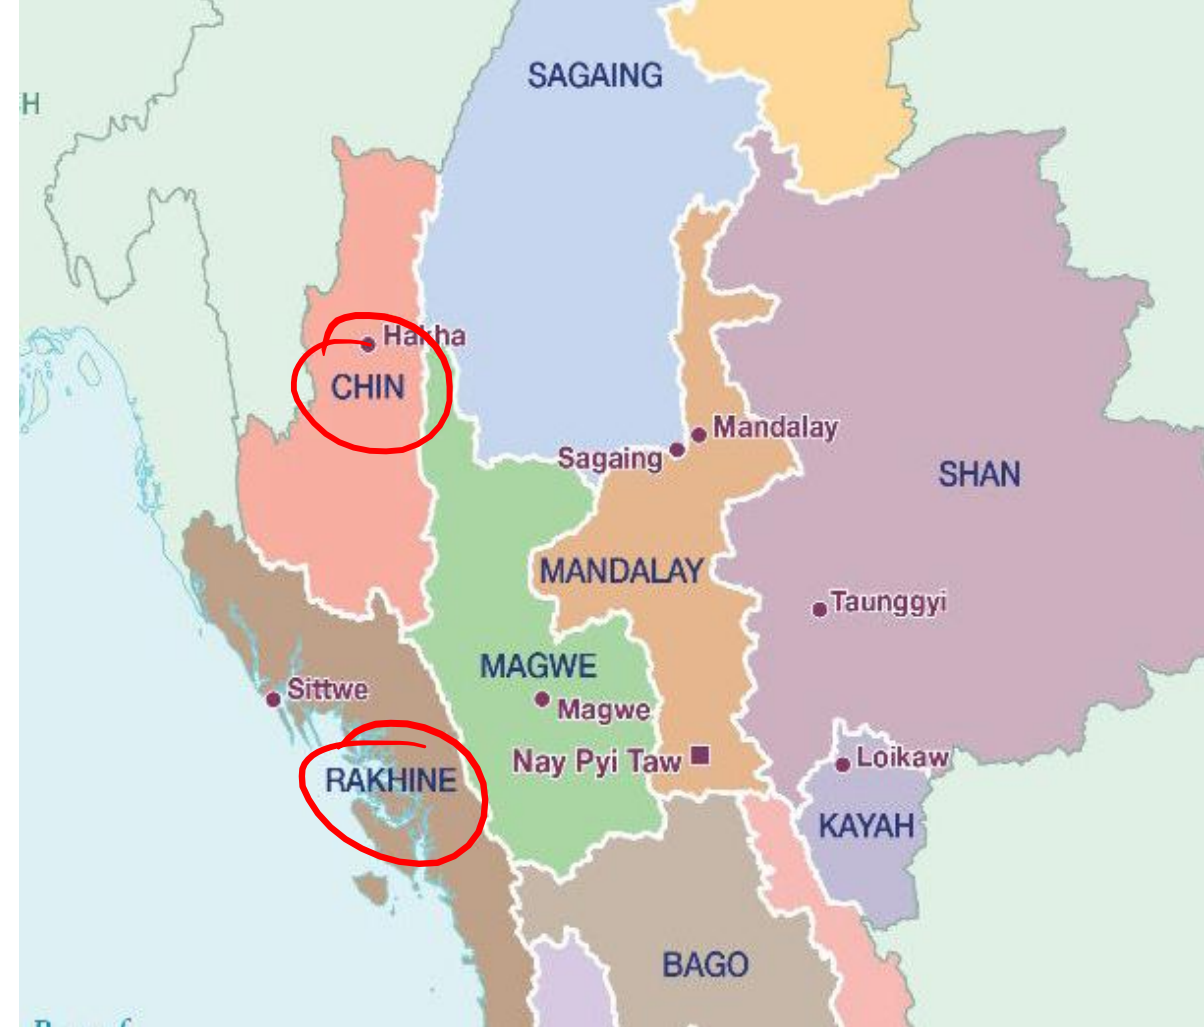 SAGAING
H
Hakha
CHIN
Mandalay
Sagaing
SHAN
MANDALAY
Taunggyi
MAGWE
Sittwe
Magwe
Nay Pyi Taw
Loikaw
RAKHINE
KAYAH
BAGO